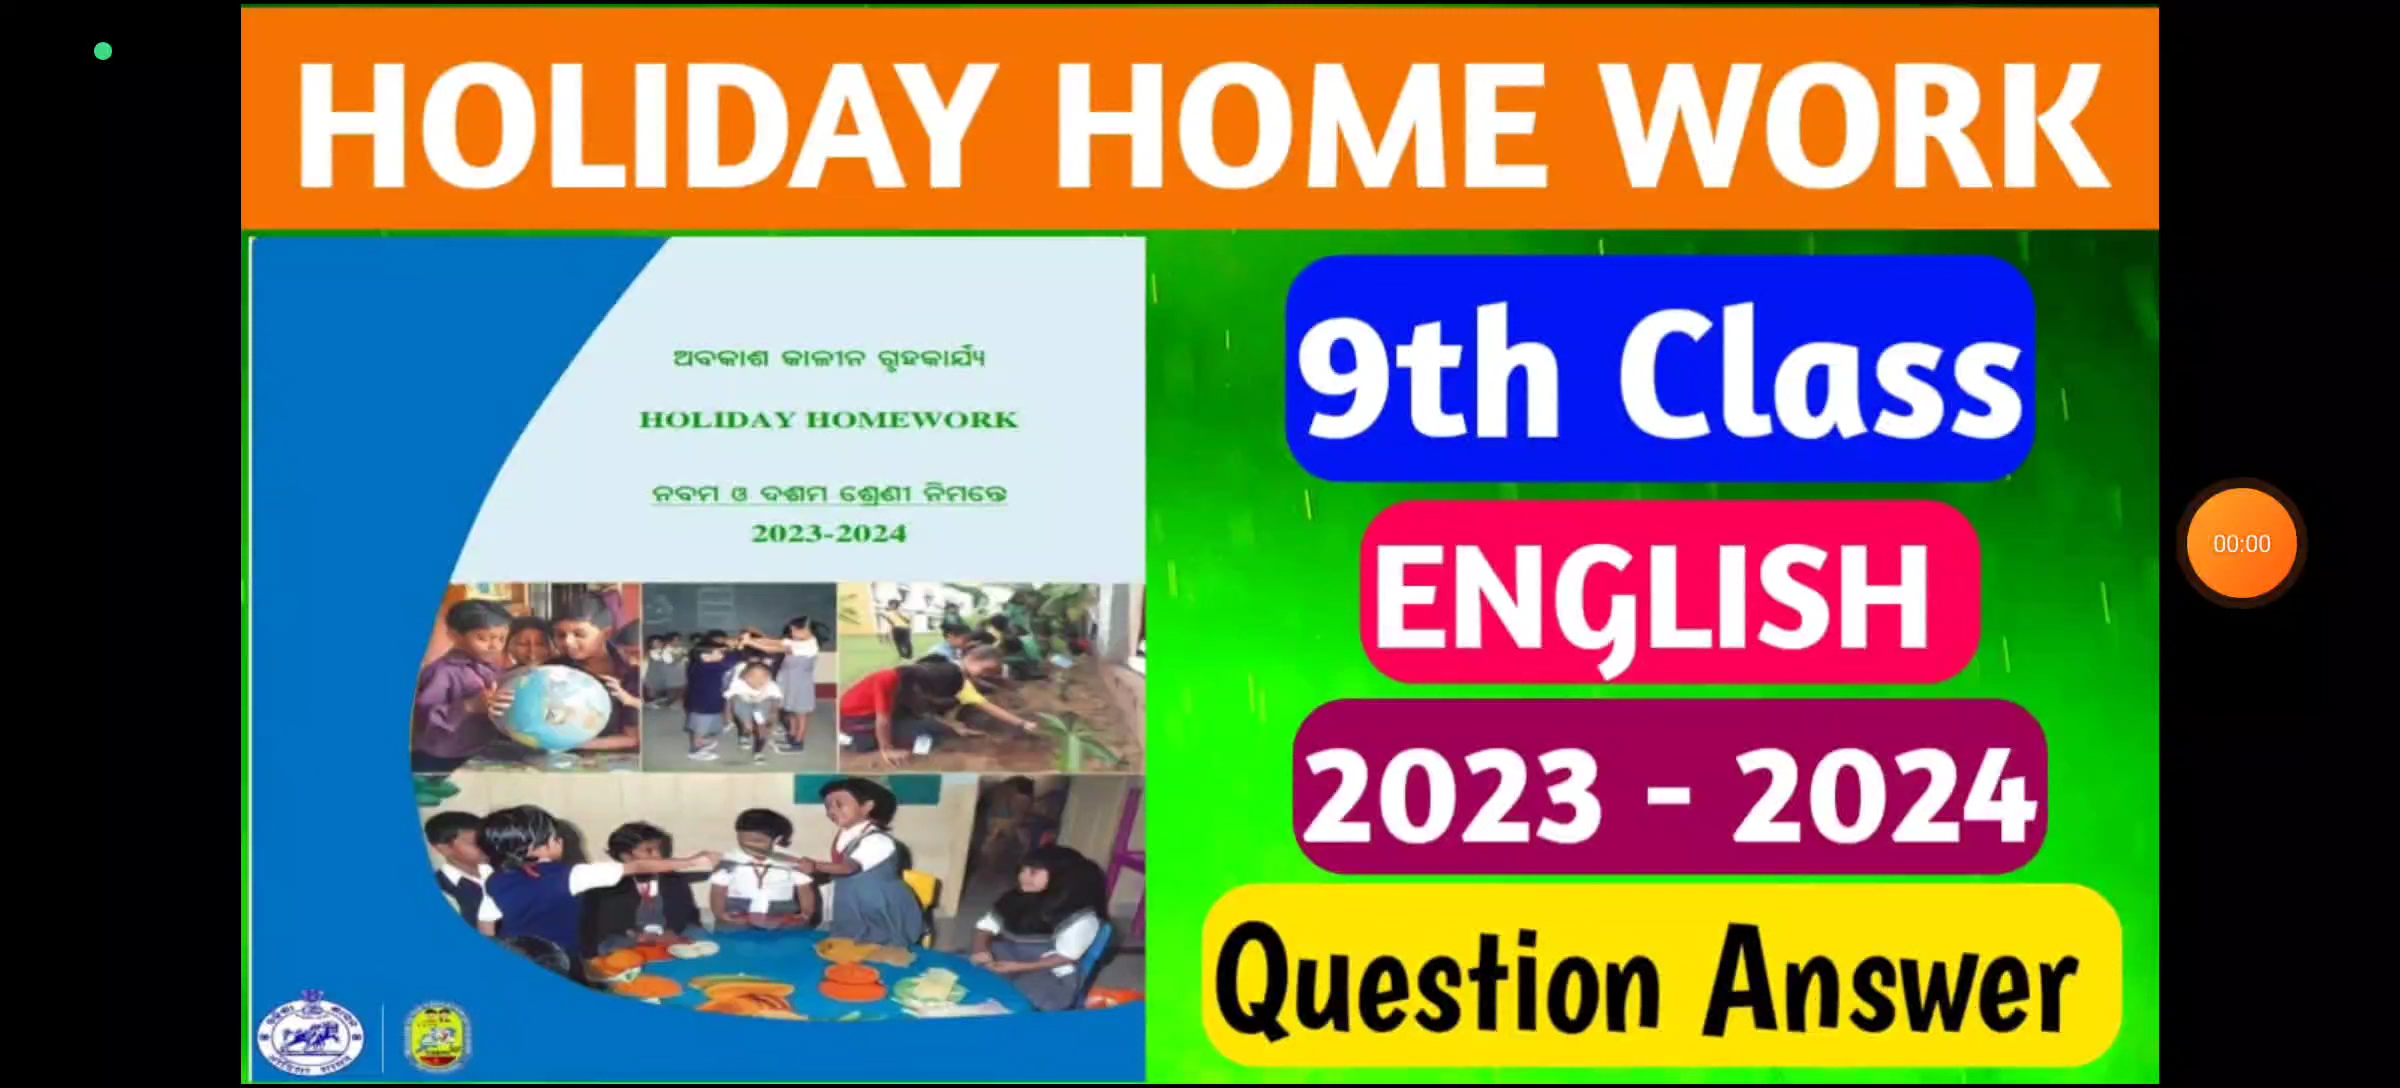 HOLIDAY HOME WORK
ଅବକାଶ କାଳୀନ ଗୃହକାର୍ଯ୍ୟ
HOLIDAY HOMEWORK
ନବମ ଓ ଦଶମ ଶ୍ରେଣୀ ନିମନ୍ତେ
2023-2024
9th Class
ENGLISH
2023 - 2024
Question Answer
00:00